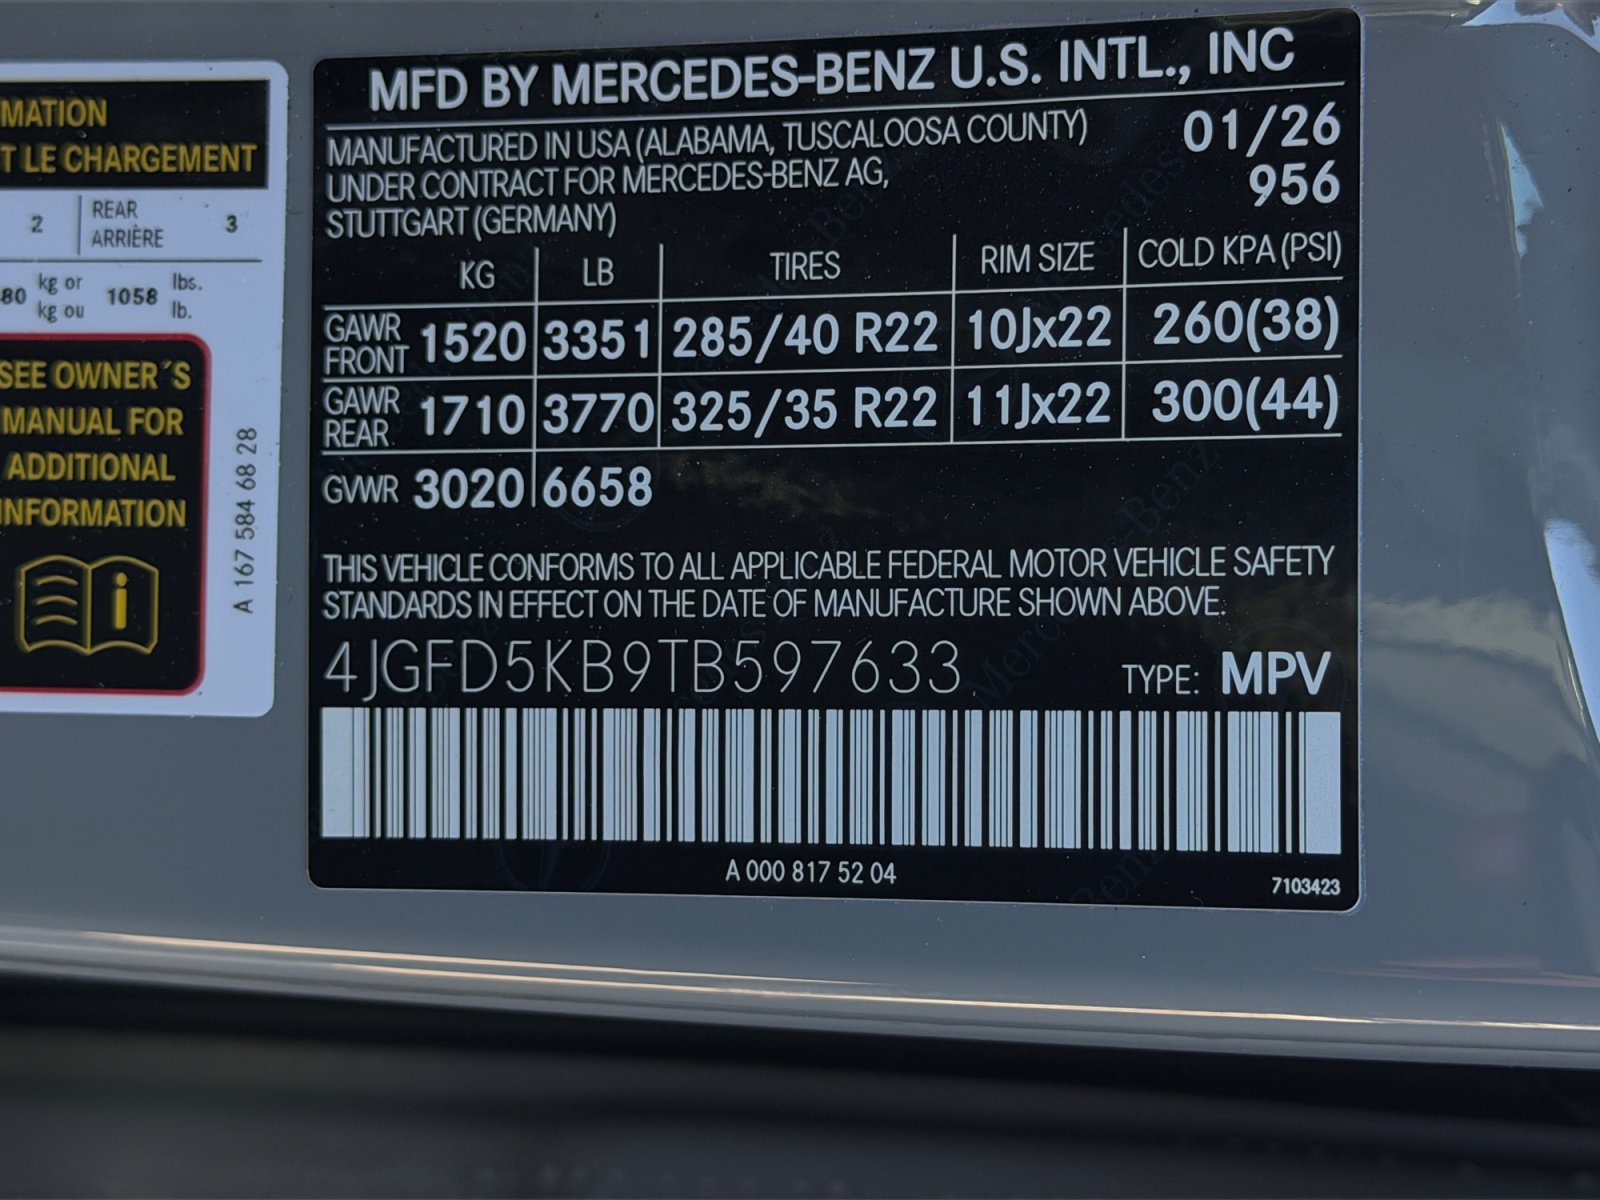 MATION
T LE CHARGEMENT
2 REAR ARRIÈRE 3
80 kg or kg ou 1058 lbs. lb.
SEE OWNER´S
MANUAL FOR
ADDITIONAL
INFORMATION
A 167 584 68 28
MFD BY MERCEDES-BENZ U.S. INTL., INC
MANUFACTURED IN USA (ALABAMA, TUSCALOOSA COUNTY) 01/26
UNDER CONTRACT FOR MERCEDES-BENZ AG, 956
STUTTGART (GERMANY)
KG LB TIRES RIM SIZE COLD KPA (PSI)
GAWR FRONT 1520 3351 285/40 R22 10Jx22 260(38)
GAWR REAR 1710 3770 325/35 R22 11Jx22 300(44)
GVWR 3020 6658
THIS VEHICLE CONFORMS TO ALL APPLICABLE FEDERAL MOTOR VEHICLE SAFETY
STANDARDS IN EFFECT ON THE DATE OF MANUFACTURE SHOWN ABOVE.
4JGFD5KB9TB597633 TYPE: MPV
A 000 817 52 04
7103423